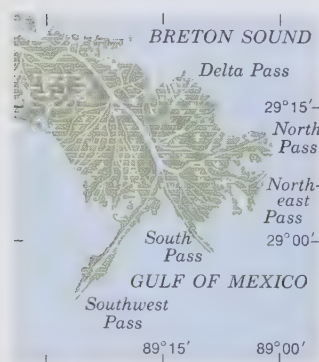 BRETON SOUND
Delta Pass
29°15'
North
Pass
North-
east
Pass
South
Pass
29°00'
GULF OF MEXICO
Southwest
Pass
89°15'
89°00'